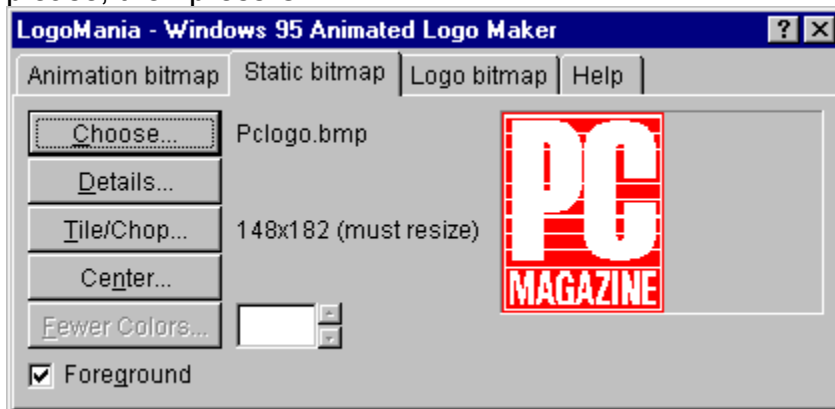 LogoMania - Windows 95 Animated Logo Maker
Animation bitmap Static bitmap Logo bitmap Help
Choose... Pclogo.bmp
Details...
Tile/Chop... 148x182 (must resize)
Center...
Fewer Colors...
Foreground
PC
MAGAZINE